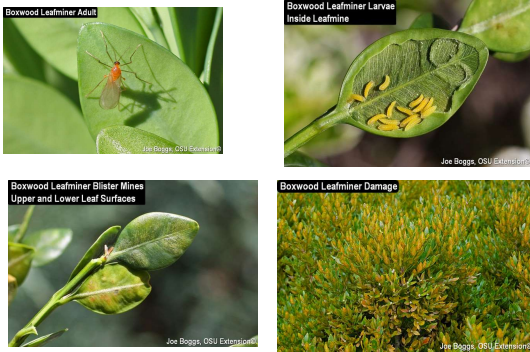 Boxwood Leafminer Adult
Joe Boggs, OSU Extension©
Boxwood Leafminer Larvae
Inside Leafmine
Joe Boggs, OSU Extension©
Boxwood Leafminer Blister Mines
Upper and Lower Leaf Surfaces
Joe Boggs, OSU Extension©
Boxwood Leafminer Damage
Joe Boggs, OSU Extension©